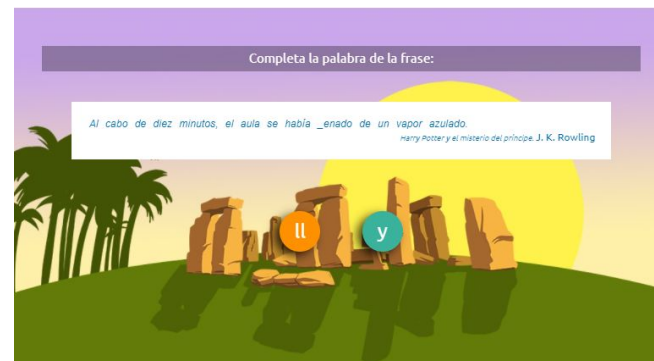 Completa la palabra de la frase:
Al cabo de diez minutos, el aula se había _enado de un vapor azulado.
Harry Potter y el misterio del príncipe. J. K. Rowling
ll
y